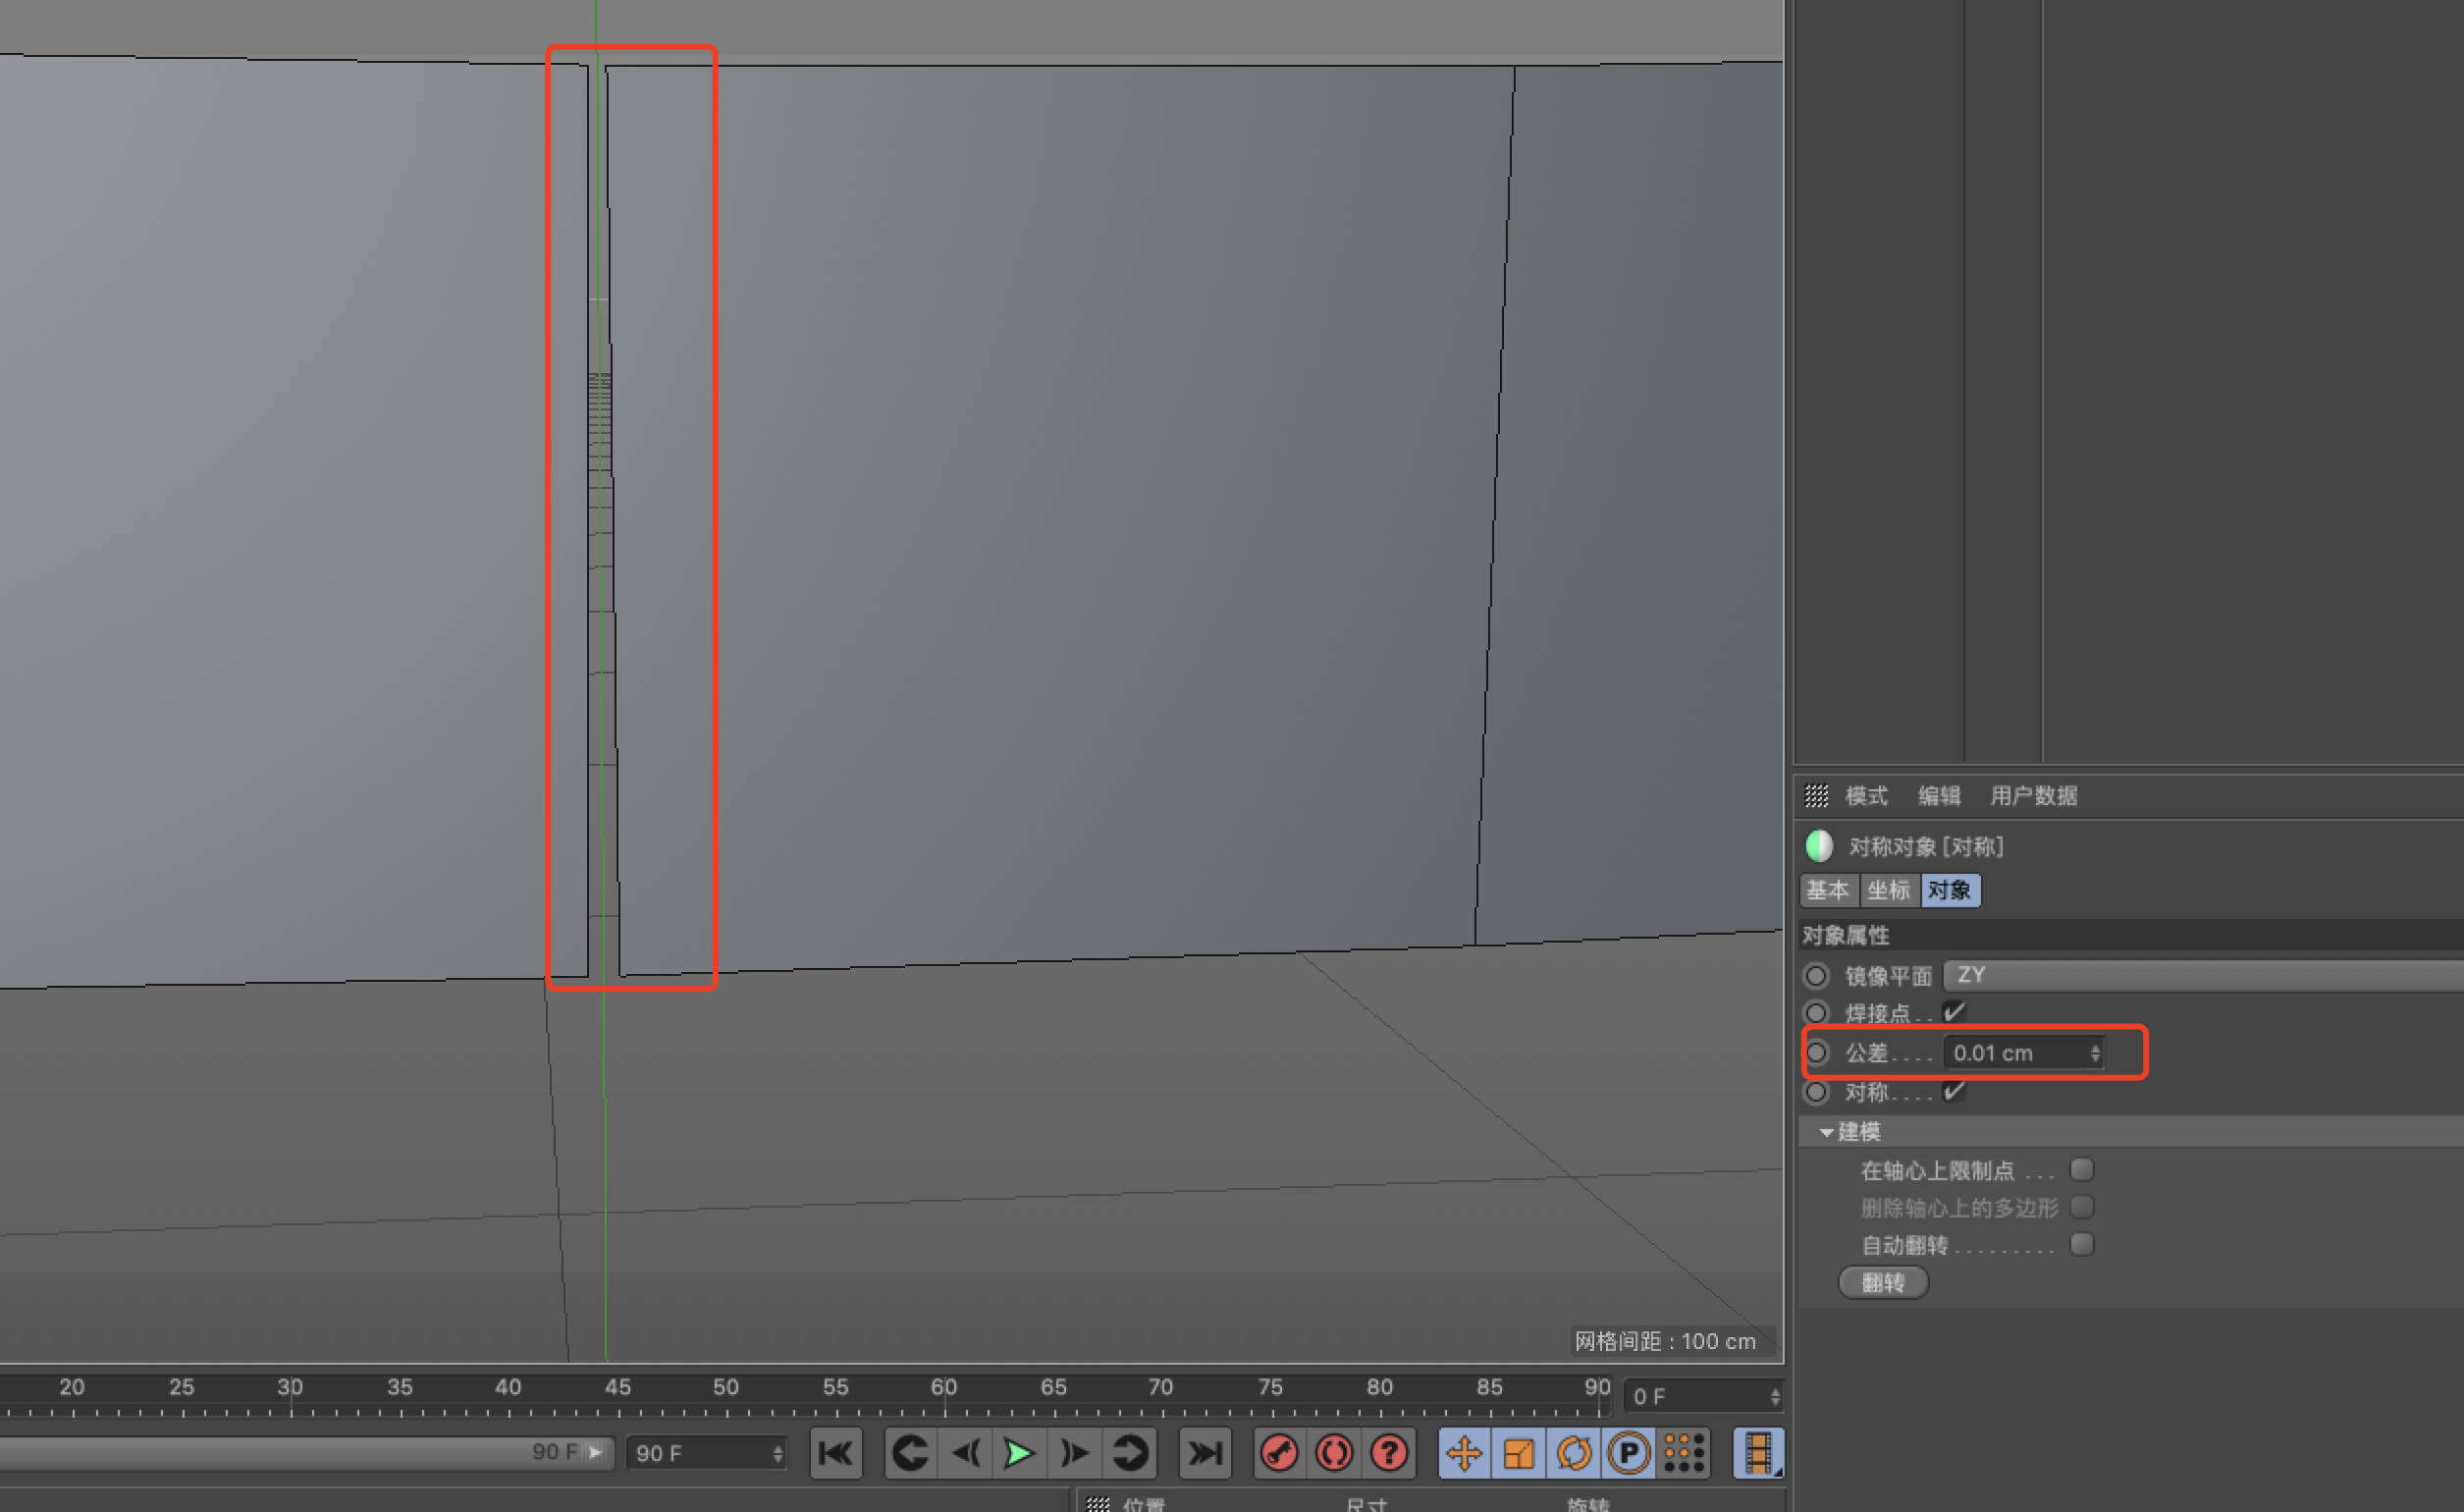 模式 编辑 用户数据
对称对象 [对称]
基本 坐标 对象
对象属性
镜像平面 ZY
焊接点 . .
公差 . . . . 0.01 cm
对称 . . . .
建模
在轴心上限制点 . . .
删除轴心上的多边形
自动翻转 . . . . . . . . .
翻转
网格间距 : 100 cm
20 25 30 35 40 45 50 55 60 65 70 75 80 85 90
0 F
90 F 90 F
P
位置 尺寸 旋转